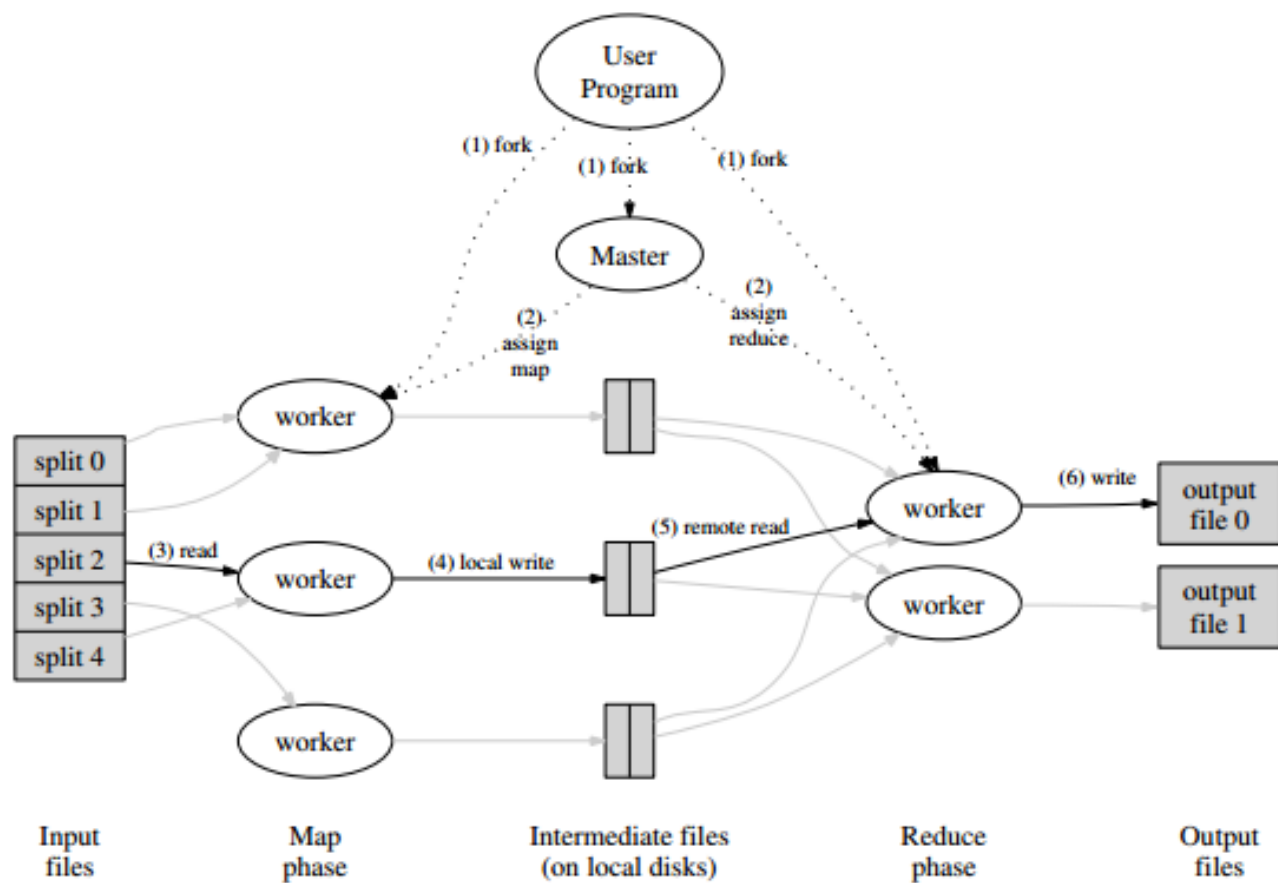 User
Program
(1) fork
(1) fork
(1) fork
Master
(2)
assign
map
(2)
assign
reduce
worker
split 0
split 1
split 2
split 3
split 4
(3) read
worker
(4) local write
worker
(5) remote read
worker
worker
(6) write
output
file 0
output
file 1
Input
files
Map
phase
Intermediate files
(on local disks)
Reduce
phase
Output
files